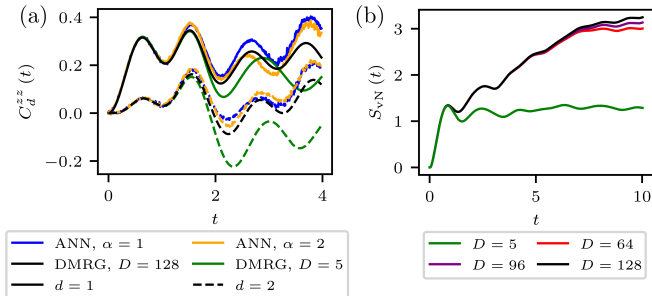 (a)
0.4
0.2
0.0
−0.2
C_d^{zz}(t)
0
2
4
t
ANN, α = 1
ANN, α = 2
DMRG, D = 128
DMRG, D = 5
d = 1
d = 2
(b)
3
2
1
0
S_{vN}(t)
0
5
10
t
D = 5
D = 64
D = 96
D = 128